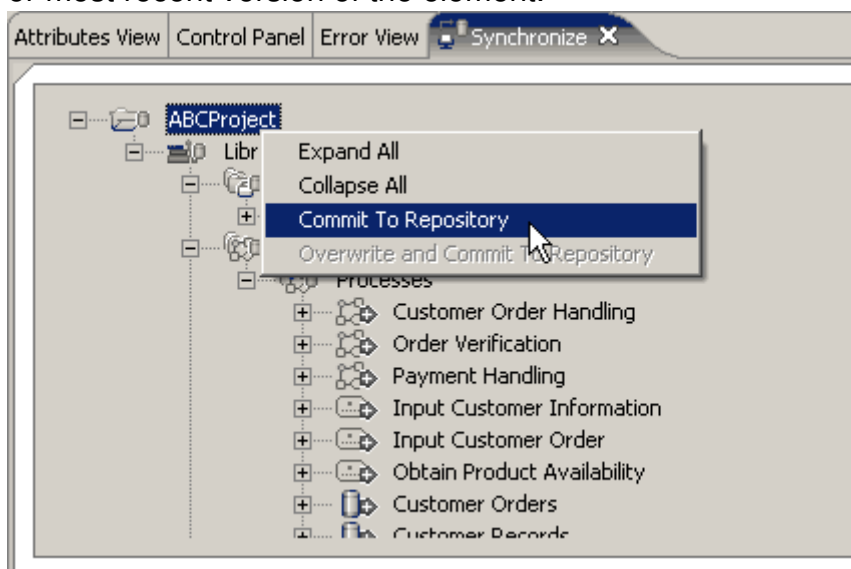 or most recent version of the element.
Attributes View Control Panel Error View Synchronize
ABCProject
Libr
Expand All
Collapse All
Commit To Repository
Overwrite and Commit To Repository
Processes
Customer Order Handling
Order Verification
Payment Handling
Input Customer Information
Input Customer Order
Obtain Product Availability
Customer Orders
Customer Records